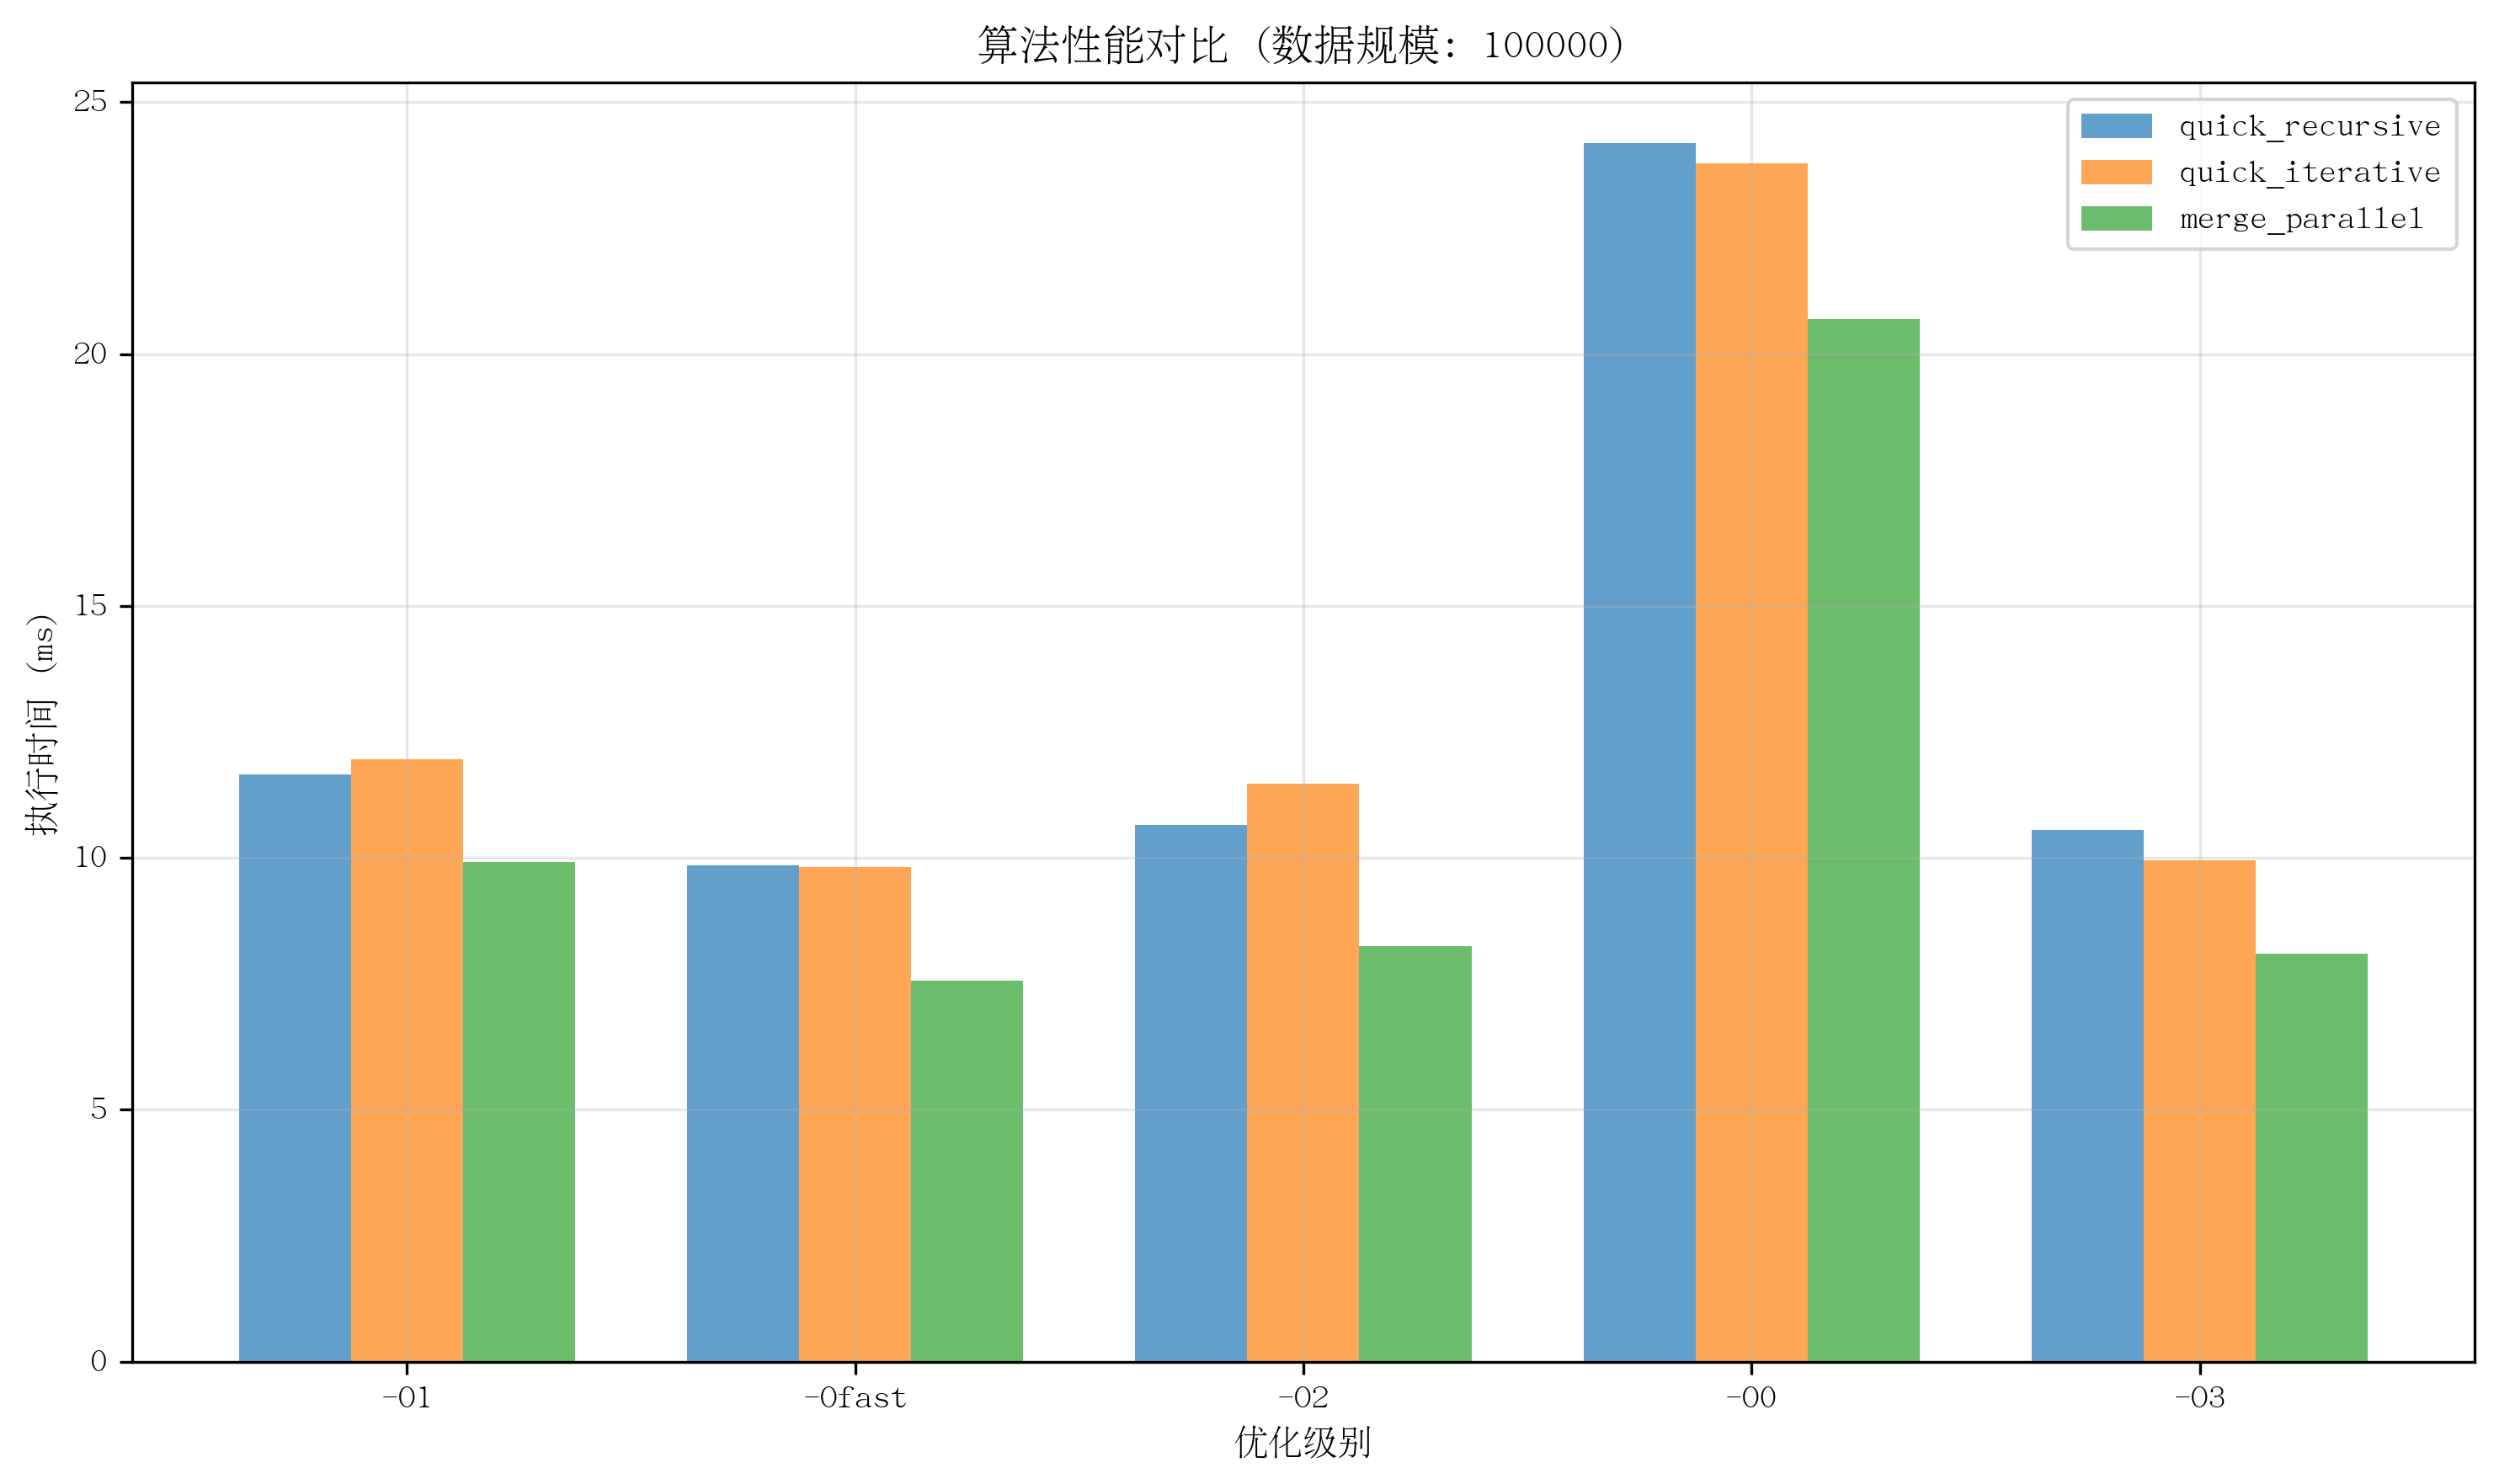 算法性能对比 (数据规模: 100000)
quick_recursive
quick_iterative
merge_parallel
25
20
15
10
5
0
执行时间 (ms)
-O1
-Ofast
-O2
-O0
-O3
优化级别